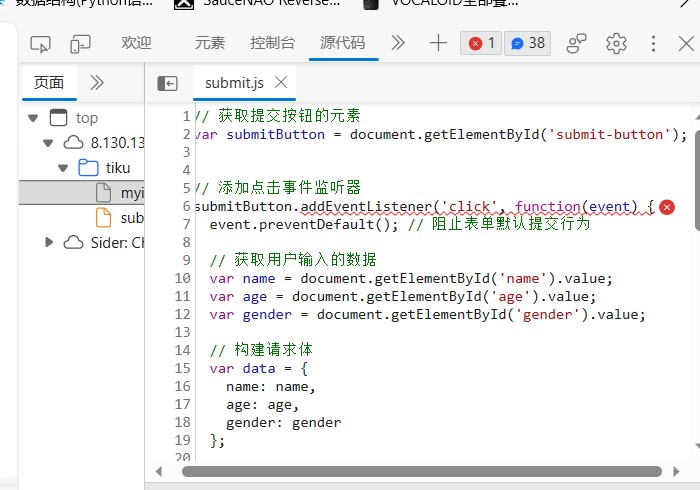 数据结构(Python语... SauceNAO Reverse... VOCALOID全部曲...
欢迎 元素 控制台 源代码 1 38
页面 submit.js
top
8.130.13
tiku
myi
sub
Sider: Ch
1 // 获取提交按钮的元素
2 var submitButton = document.getElementById('submit-button');
3
4
5 // 添加点击事件监听器
6 submitButton.addEventListener('click', function(event) {
7 event.preventDefault(); // 阻止表单默认提交行为
8
9 // 获取用户输入的数据
10 var name = document.getElementById('name').value;
11 var age = document.getElementById('age').value;
12 var gender = document.getElementById('gender').value;
13
14 // 构建请求体
15 var data = {
16 name: name,
17 age: age,
18 gender: gender
19 };
20